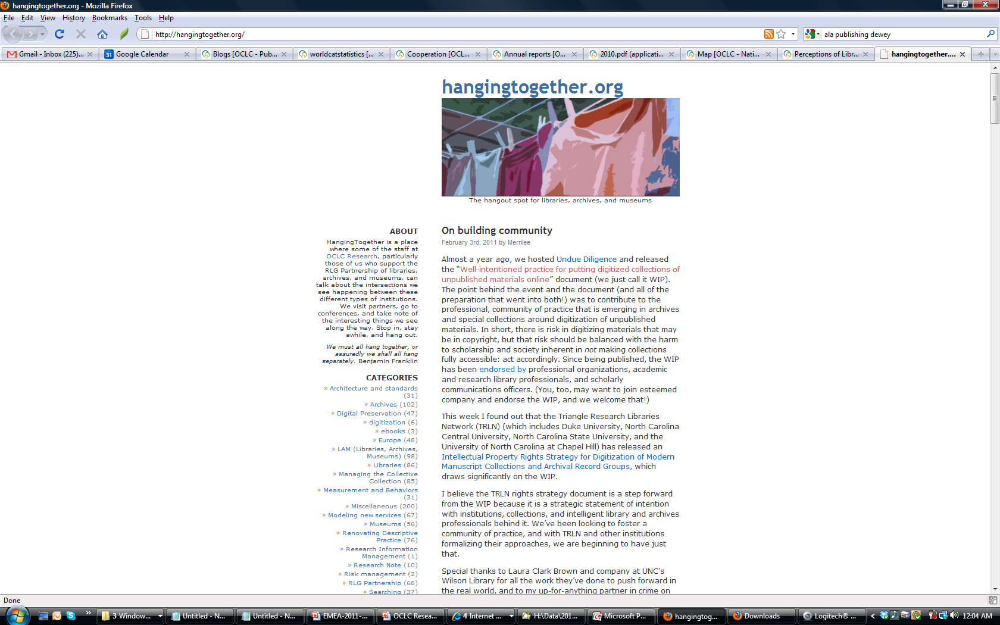 hangingtogether.org - Mozilla Firefox
File Edit View History Bookmarks Tools Help
http://hangingtogether.org/
ala publishing dewey
Gmail - Inbox (225)...
31 Google Calendar
Blogs [OCLC - Pub...
worldcatstatistics [...
Cooperation [OCL...
Annual reports [O...
2010.pdf (applicati...
Map [OCLC - Nati...
Perceptions of Libr...
hangingtogether....
hangingtogether.org
The hangout spot for libraries, archives, and museums
ABOUT
HangingTogether is a place
where some of the staff at
OCLC Research, particularly
those of us who support the
RLG Partnership of libraries,
archives, and museums, can
talk about the intersections we
see happening between these
different types of institutions.
We visit partners, go to
conferences, and take note of
the interesting things we see
along the way. Stop in, stay
awhile, and hang out.
We must all hang together, or
assuredly we shall all hang
separately. Benjamin Franklin
CATEGORIES
» Architecture and standards
(31)
» Archives (102)
» Digital Preservation (47)
» digitization (6)
» ebooks (3)
» Europe (48)
» LAM (Libraries, Archives,
Museums) (98)
» Libraries (86)
» Managing the Collective
Collection (85)
» Measurement and Behaviors
(31)
» Miscellaneous (200)
» Modeling new services (67)
» Museums (56)
» Renovating Descriptive
Practice (76)
» Research Information
Management (1)
» Research Note (10)
» Risk management (2)
» RLG Partnership (68)
» Searching (37)
On building community
February 3rd, 2011 by Merrilee
Almost a year ago, we hosted Undue Diligence and released
the “Well-intentioned practice for putting digitized collections of
unpublished materials online” document (we just call it WIP).
The point behind the event and the document (and all of the
preparation that went into both!) was to contribute to the
professional, community of practice that is emerging in archives
and special collections around digitization of unpublished
materials. In short, there is risk in digitizing materials that may
be in copyright, but that risk should be balanced with the harm
to scholarship and society inherent in not making collections
fully accessible: act accordingly. Since being published, the WIP
has been endorsed by professional organizations, academic
and research library professionals, and scholarly
communications officers. (You, too, may want to join esteemed
company and endorse the WIP, and we welcome that!)
This week I found out that the Triangle Research Libraries
Network (TRLN) (which includes Duke University, North Carolina
Central University, North Carolina State University, and the
University of North Carolina at Chapel Hill) has released an
Intellectual Property Rights Strategy for Digitization of Modern
Manuscript Collections and Archival Record Groups, which
draws significantly on the WIP.
I believe the TRLN rights strategy document is a step forward
from the WIP because it is a strategic statement of intention
with institutions, collections, and intelligent library and archives
professionals behind it. We’ve been looking to foster a
community of practice, and with TRLN and other institutions
formalizing their approaches, we are beginning to have just
that.
Special thanks to Laura Clark Brown and company at UNC’s
Wilson Library for all the work they’ve done to push forward in
the real world, and to my up-for-anything partner in crime on
Done
3 Window...
Untitled - N...
Untitled - N...
EMEA-2011-...
OCLC Resea...
4 Internet ...
H:\Data\201...
Microsoft P...
hangingtog...
Downloads
Logitech® ...
12:04 AM